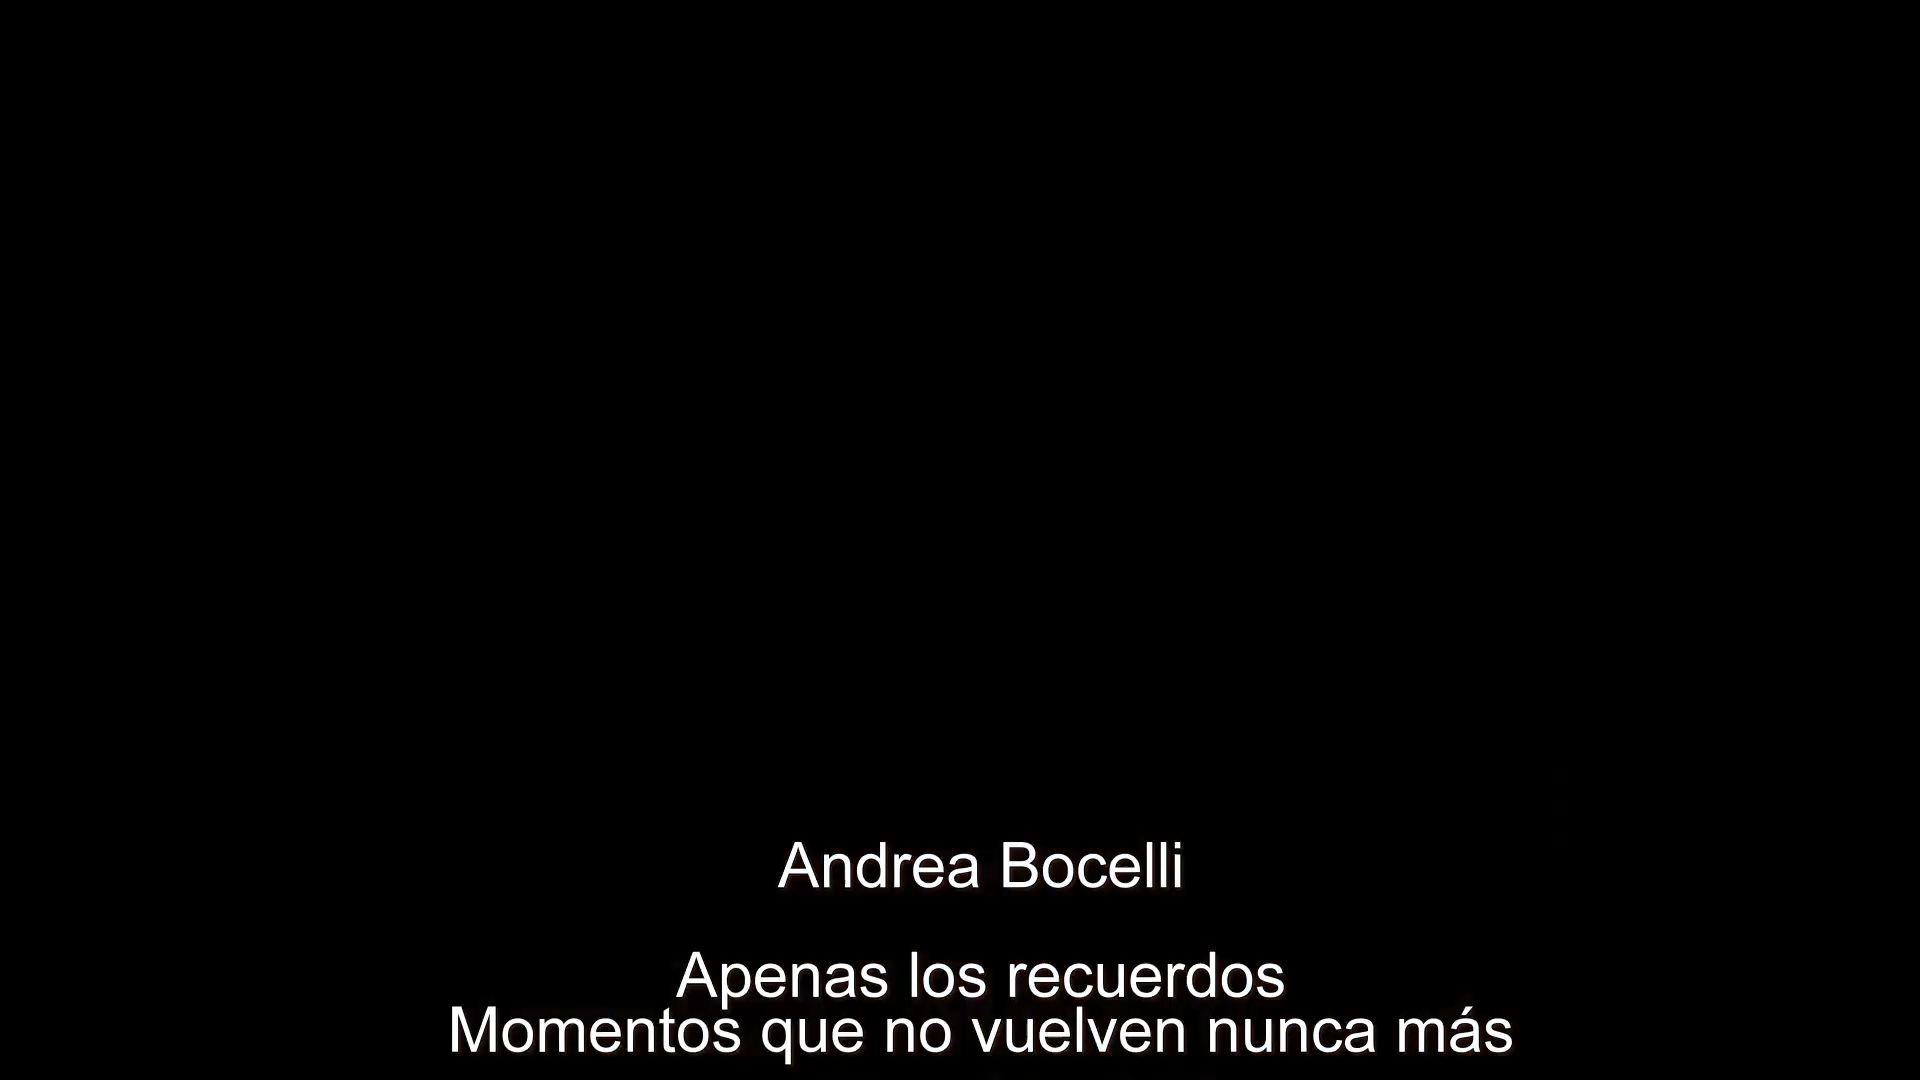 Andrea Bocelli
Apenas los recuerdos
Momentos que no vuelven nunca más